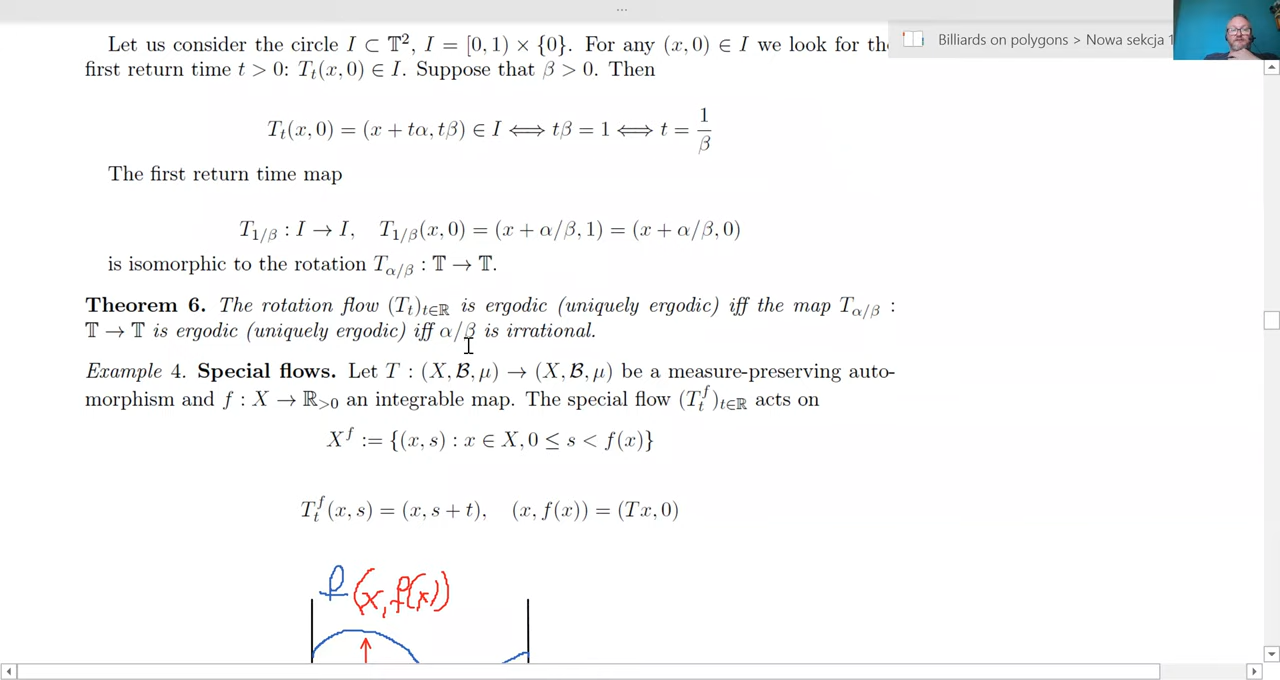 ...
Let us consider the circle I ⊂ 𝕋², I = [0, 1) × {0}. For any (x, 0) ∈ I we look for th
Billiards on polygons > Nowa sekcja 1
first return time t > 0: Tₜ(x, 0) ∈ I. Suppose that β > 0. Then
Tₜ(x, 0) = (x + tα, tβ) ∈ I ⟺ tβ = 1 ⟺ t = 1/β
The first return time map
T_{1/β} : I → I, T_{1/β}(x, 0) = (x + α/β, 1) = (x + α/β, 0)
is isomorphic to the rotation T_{α/β} : 𝕋 → 𝕋.
Theorem 6. The rotation flow (Tₜ)_{t∈ℝ} is ergodic (uniquely ergodic) iff the map T_{α/β} :
𝕋 → 𝕋 is ergodic (uniquely ergodic) iff α/β is irrational.
Example 4. Special flows. Let T : (X, ℬ, μ) → (X, ℬ, μ) be a measure-preserving auto-
morphism and f : X → ℝ_{>0} an integrable map. The special flow (T_t^f)_{t∈ℝ} acts on
X^f := {(x, s) : x ∈ X, 0 ≤ s < f(x)}
T_t^f(x, s) = (x, s + t), (x, f(x)) = (Tx, 0)
f (x, f(x))